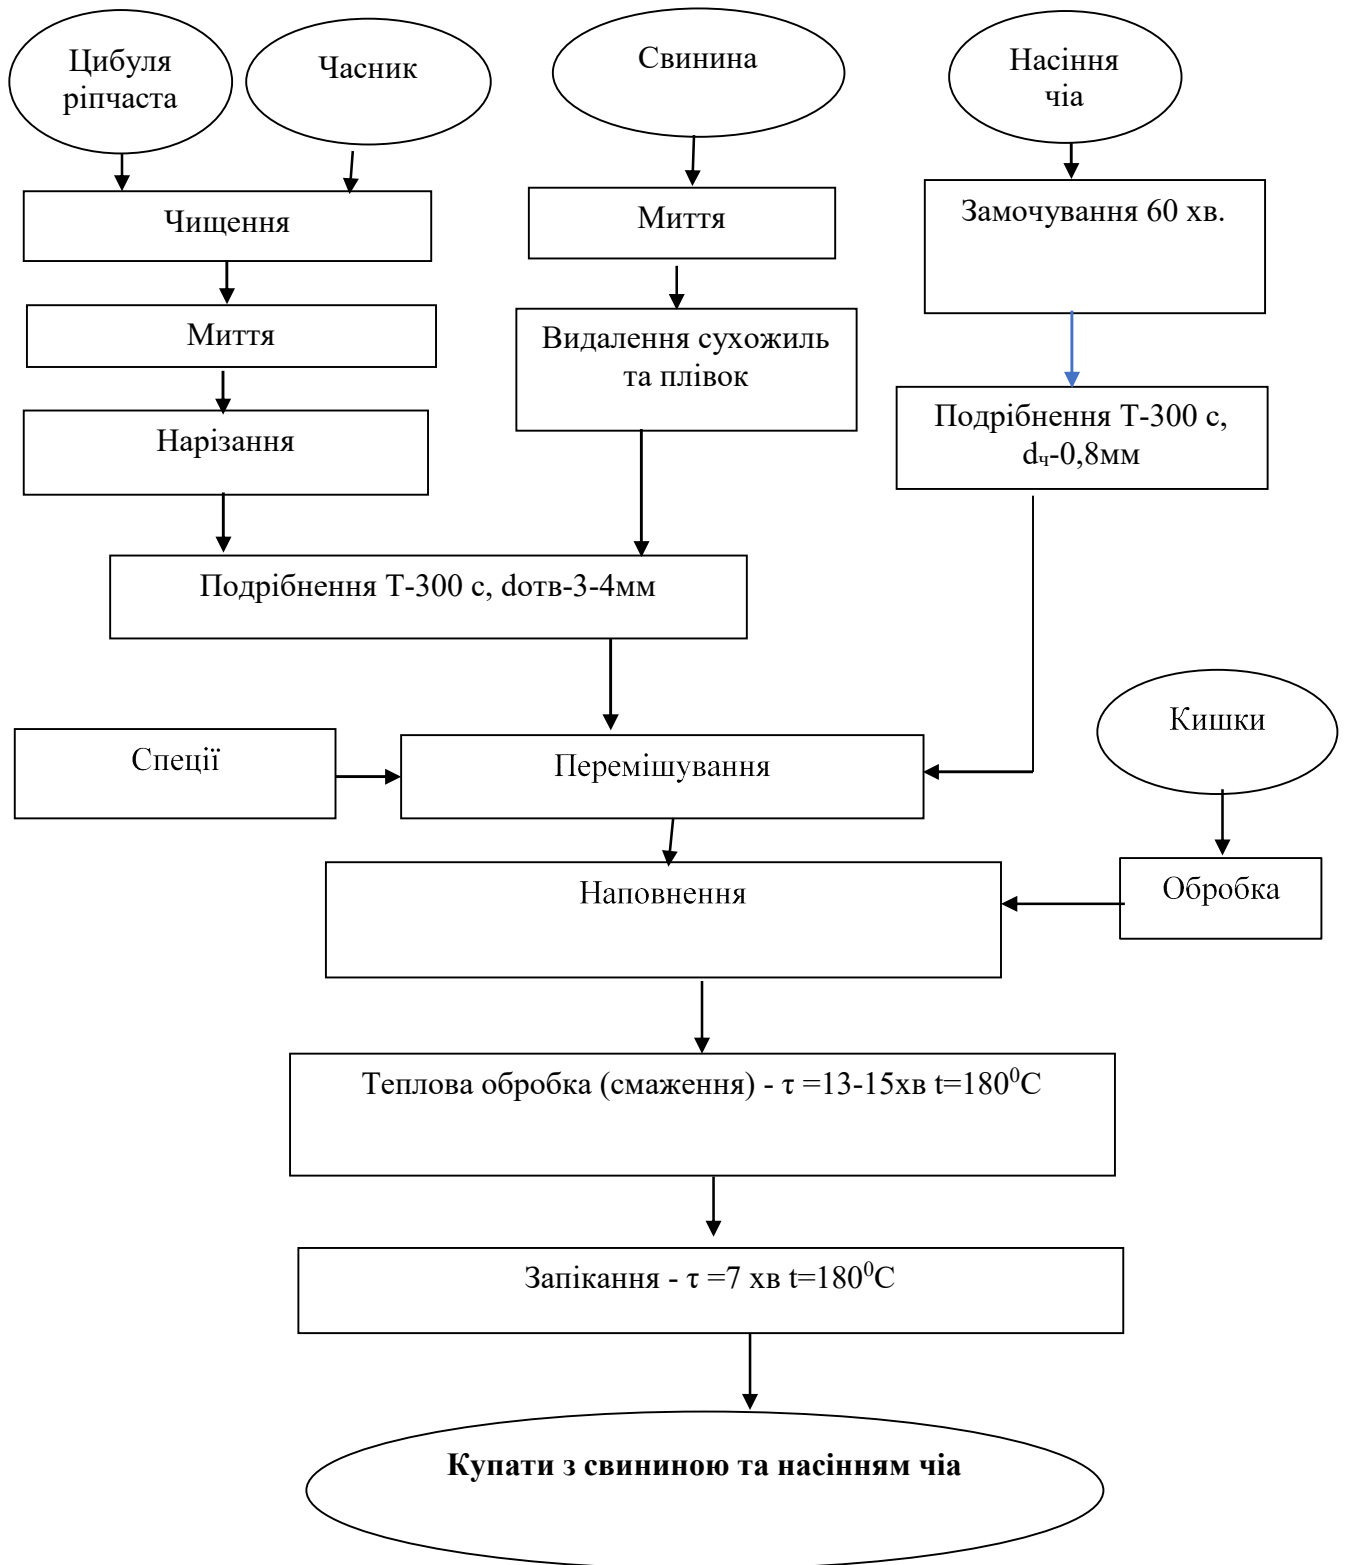 Цибуля
ріпчаста
Часник
Свинина
Насіння
чіа
Чищення
Миття
Замочування 60 хв.
Миття
Видалення сухожиль
та плівок
Нарізання
Подрібнення Т-300 с,
dч-0,8мм
Подрібнення Т-300 с, dотв-3-4мм
Кишки
Спеції
Перемішування
Наповнення
Обробка
Теплова обробка (смаження) - τ =13-15хв t=180⁰С
Запікання - τ =7 хв t=180⁰С
Купати з свининою та насінням чіа